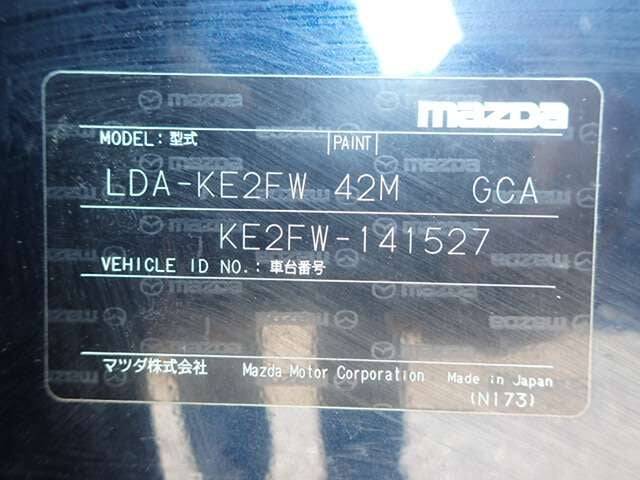 mazda
MODEL: 型式 PAINT
LDA-KE2FW 42M GCA
KE2FW-141527
VEHICLE ID NO.: 車台番号
マツダ株式会社 Mazda Motor Corporation Made in Japan
(N173)